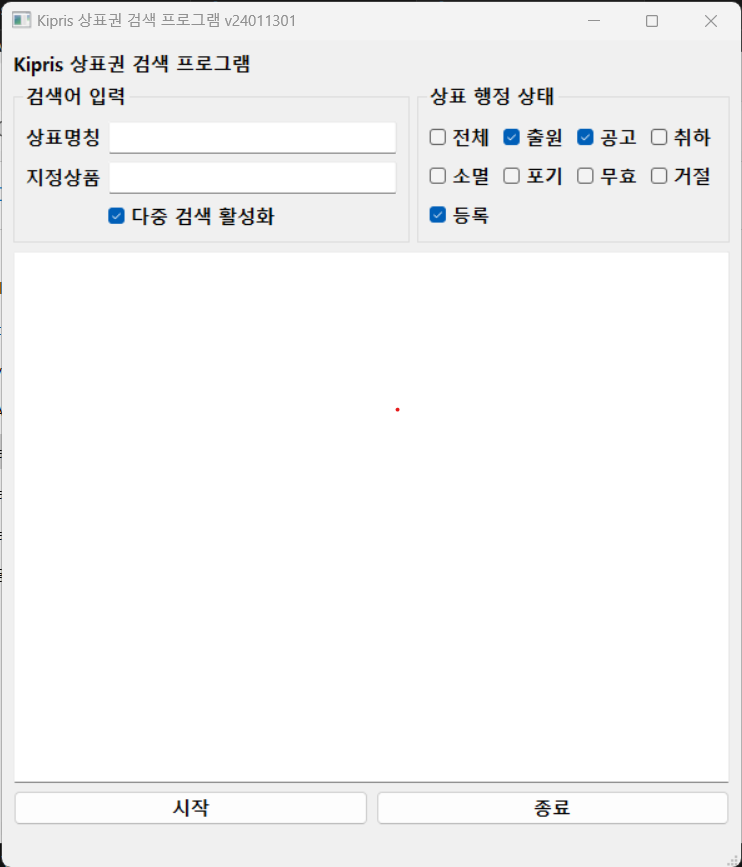 Kipris 상표권 검색 프로그램 v24011301
Kipris 상표권 검색 프로그램
검색어 입력
상표명칭
지정상품
다중 검색 활성화
상표 행정 상태
전체 출원 공고 취하
소멸 포기 무효 거절
등록
시작 종료